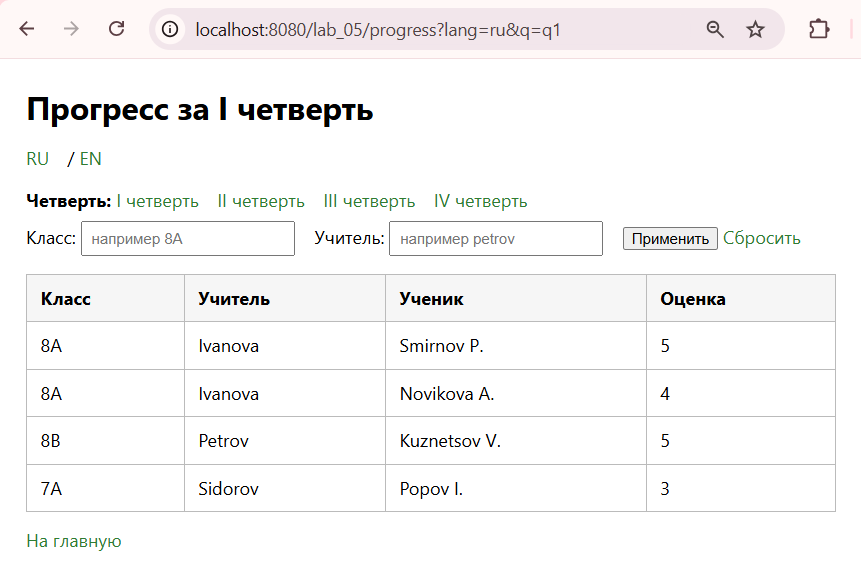 localhost:8080/lab_05/progress?lang=ru&q=q1
Прогресс за I четверть
RU / EN
Четверть: I четверть II четверть III четверть IV четверть
Класс: например 8A Учитель: например petrov Применить Сбросить
Класс Учитель Ученик Оценка
8A Ivanova Smirnov P. 5
8A Ivanova Novikova A. 4
8B Petrov Kuznetsov V. 5
7A Sidorov Popov I. 3
На главную